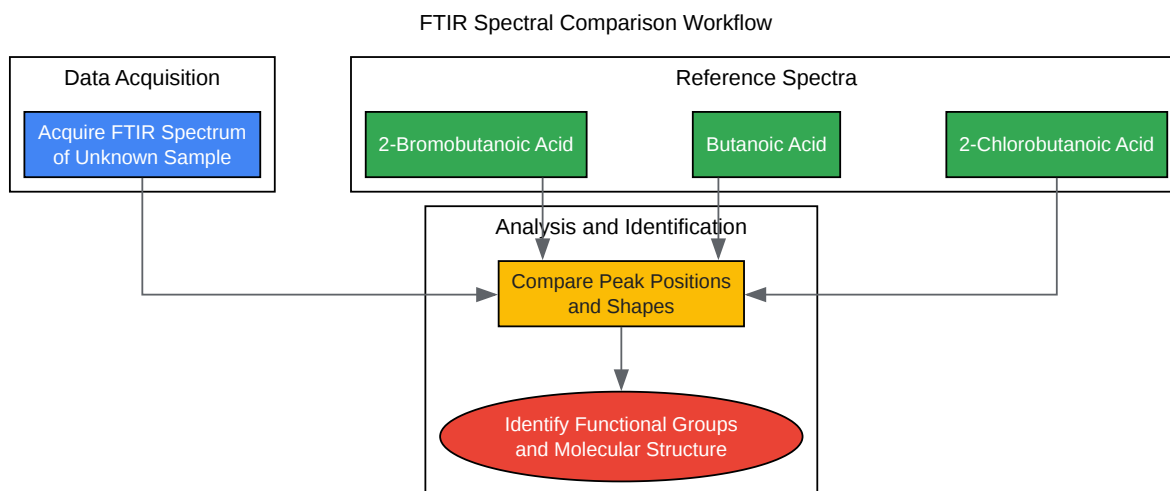 FTIR Spectral Comparison Workflow
Data Acquisition
Acquire FTIR Spectrum
of Unknown Sample
Reference Spectra
2-Bromobutanoic Acid
Butanoic Acid
2-Chlorobutanoic Acid
Analysis and Identification
Compare Peak Positions
and Shapes
Identify Functional Groups
and Molecular Structure